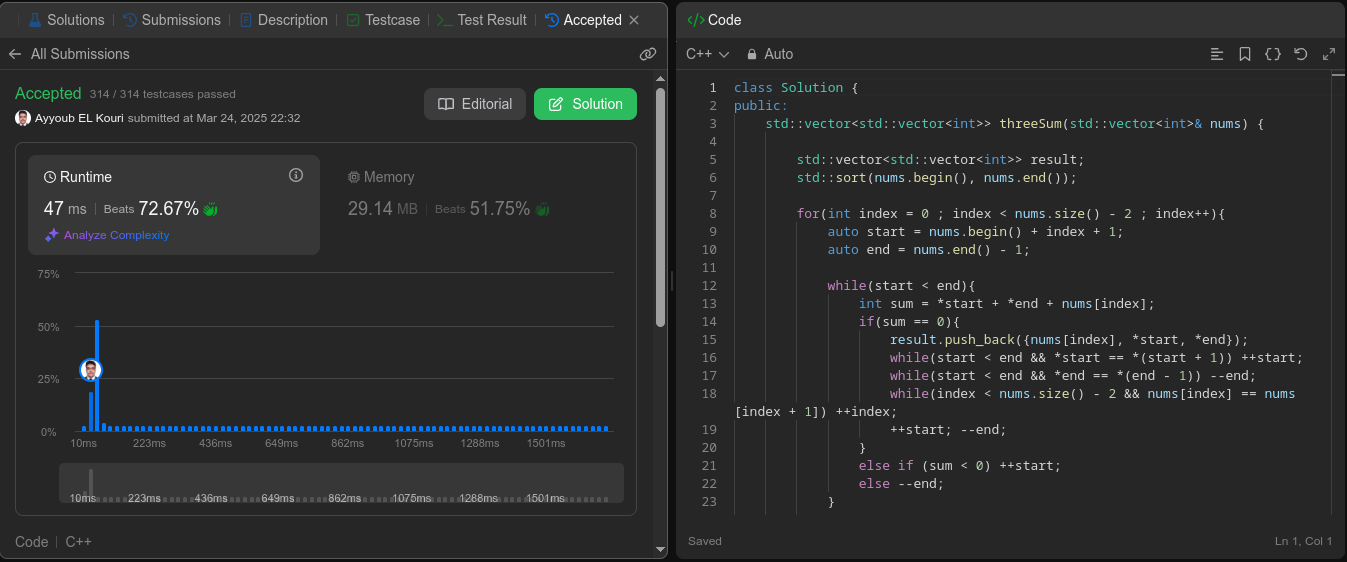 Solutions Submissions Description Testcase Test Result Accepted
All Submissions
Accepted 314 / 314 testcases passed
Ayyoub EL Kouri submitted at Mar 24, 2025 22:32
Editorial
Solution
Runtime
47 ms Beats 72.67%
Analyze Complexity
Memory
29.14 MB Beats 51.75%
75%
50%
25%
0%
10ms 223ms 436ms 649ms 862ms 1075ms 1288ms 1501ms
10ms 223ms 436ms 649ms 862ms 1075ms 1288ms 1501ms
Code C++
</> Code
C++ Auto
1 class Solution {
2 public:
3     std::vector<std::vector<int>> threeSum(std::vector<int>& nums) {
4
5         std::vector<std::vector<int>> result;
6         std::sort(nums.begin(), nums.end());
7
8         for(int index = 0 ; index < nums.size() - 2 ; index++){
9             auto start = nums.begin() + index + 1;
10             auto end = nums.end() - 1;
11
12             while(start < end){
13                 int sum = *start + *end + nums[index];
14                 if(sum == 0){
15                     result.push_back({nums[index], *start, *end});
16                     while(start < end && *start == *(start + 1)) ++start;
17                     while(start < end && *end == *(end - 1)) --end;
18                     while(index < nums.size() - 2 && nums[index] == nums
[index + 1]) ++index;
19                     ++start; --end;
20                 }
21                 else if (sum < 0) ++start;
22                 else --end;
23             }
Saved
Ln 1, Col 1